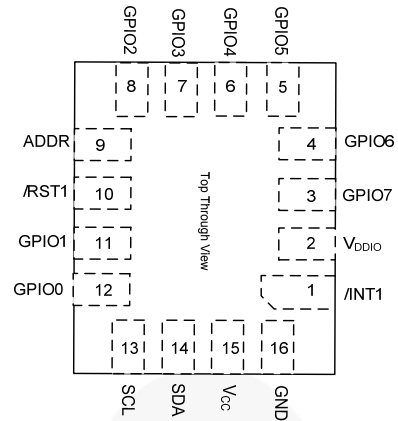 GPIO2 GPIO3 GPIO4 GPIO5
8 7 6 5
ADDR 9 4 GPIO6
/RST1 10 3 GPIO7
GPIO1 11 2 VDDIO
GPIO0 12 1 /INT1
Top Through View
13 14 15 16
SCL SDA VCC GND